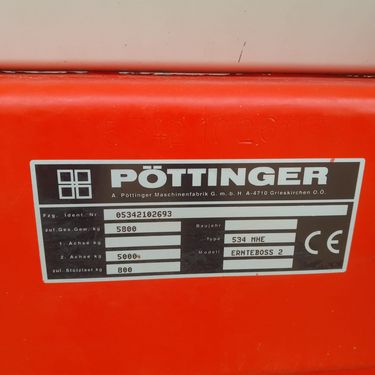 PÖTTINGER
A. Pöttinger Maschinenfabrik G. m. b. H. A-4710 Grieskirchen O.Ö.
Fzg. Ident. Nr. 05342102693 Baujahr
zul.Ges.Gew. kg 5800 Type 534 MHE
1. Achse kg Modell ERNTEBOSS 2
2. Achse kg 5000
zul. Stützlast kg 800
CE